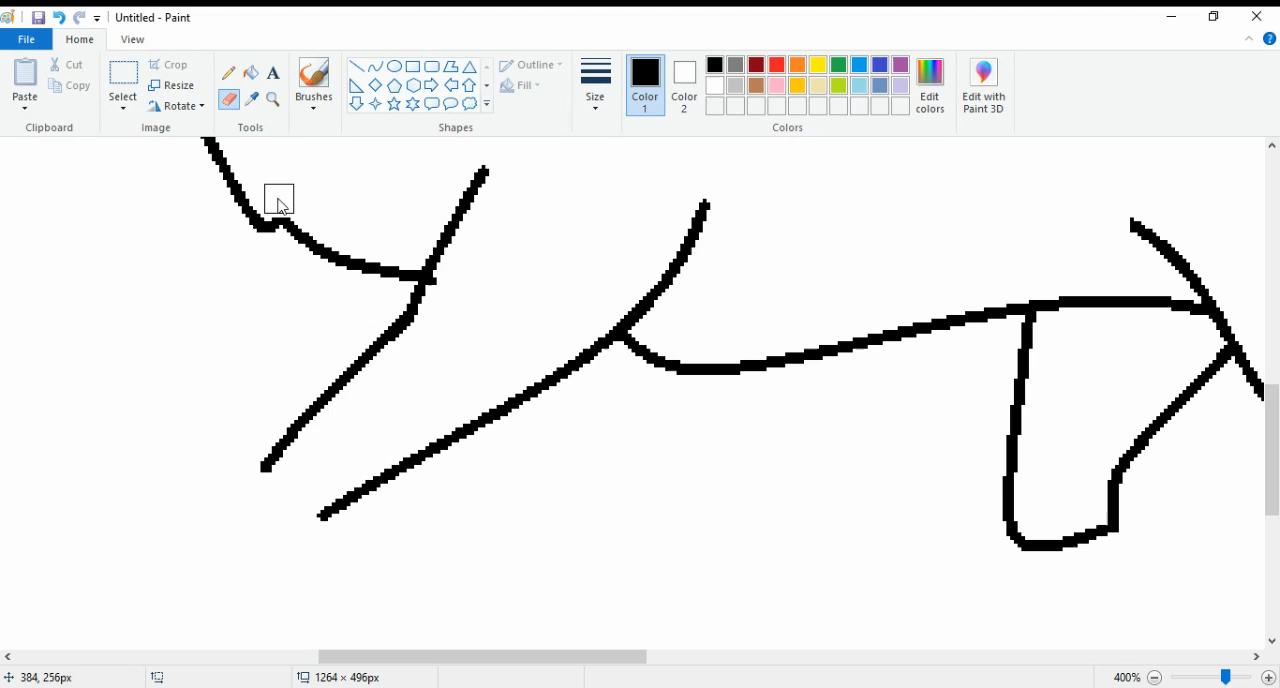 Untitled - Paint
File Home View
Cut
Copy
Paste
Clipboard
Crop
Resize
Rotate
Select
Image
A
Tools
Brushes
Outline
Fill
Shapes
Size
Color 1
Color 2
Edit colors
Colors
Edit with Paint 3D
384, 256px
1264 × 496px
400%